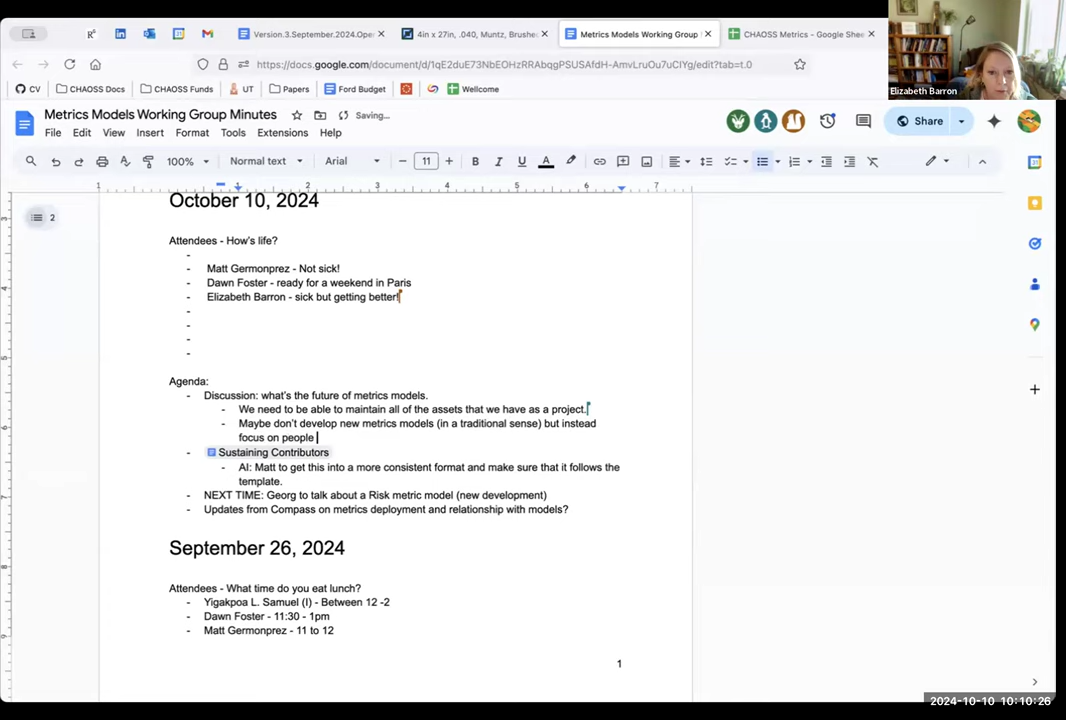 Version.3.September.2024.Ope
4in x 27in, .040, Muntz, Brushe
Metrics Models Working Group
CHAOSS Metrics - Google She
https://docs.google.com/document/d/1qE2duE73NbEOHzRRAbqgPSUSAfdH-AmvLruOu7uCIYg/edit?tab=t.0
CV
CHAOSS Docs
CHAOSS Funds
UT
Papers
Ford Budget
Wellcome
Elizabeth Barron
Metrics Models Working Group Minutes
Saving...
File Edit View Insert Format Tools Extensions Help
Share
100% Normal text Arial - 11 + B I U A
1 2 3 4 5 6 7
2
October 10, 2024
Attendees - How's life?
-
- Matt Germonprez - Not sick!
- Dawn Foster - ready for a weekend in Paris
- Elizabeth Barron - sick but getting better!
-
-
-
-
Agenda:
- Discussion: what's the future of metrics models.
- We need to be able to maintain all of the assets that we have as a project.
- Maybe don't develop new metrics models (in a traditional sense) but instead
focus on people
- Sustaining Contributors
- AI: Matt to get this into a more consistent format and make sure that it follows the
template.
- NEXT TIME: Georg to talk about a Risk metric model (new development)
- Updates from Compass on metrics deployment and relationship with models?
September 26, 2024
Attendees - What time do you eat lunch?
- Yigakpoa L. Samuel (I) - Between 12 -2
- Dawn Foster - 11:30 - 1pm
- Matt Germonprez - 11 to 12
1
2024-10-10 10:10:26